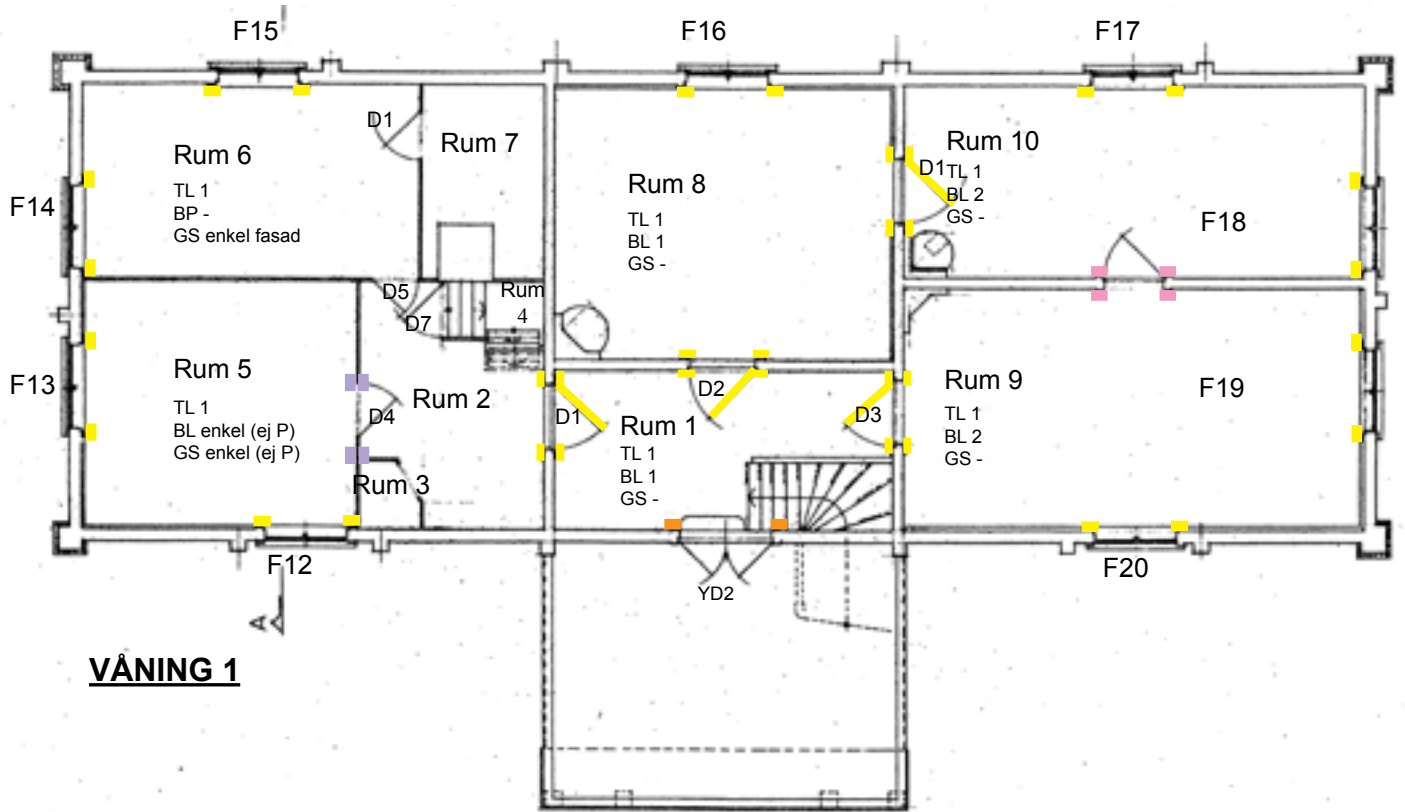 F15
F16
F17
D1
Rum 7
Rum 6
TL 1
BP -
GS enkel fasad
Rum 8
TL 1
BL 1
GS -
Rum 10
D1
TL 1
BL 2
GS -
F14
F18
D5
D7
Rum
4
F13
Rum 5
TL 1
BL enkel (ej P)
GS enkel (ej P)
D4
Rum 2
Rum 3
D1
D2
D3
Rum 1
TL 1
BL 1
GS -
Rum 9
TL 1
BL 2
GS -
F19
F12
YD2
F20
A
VÅNING 1